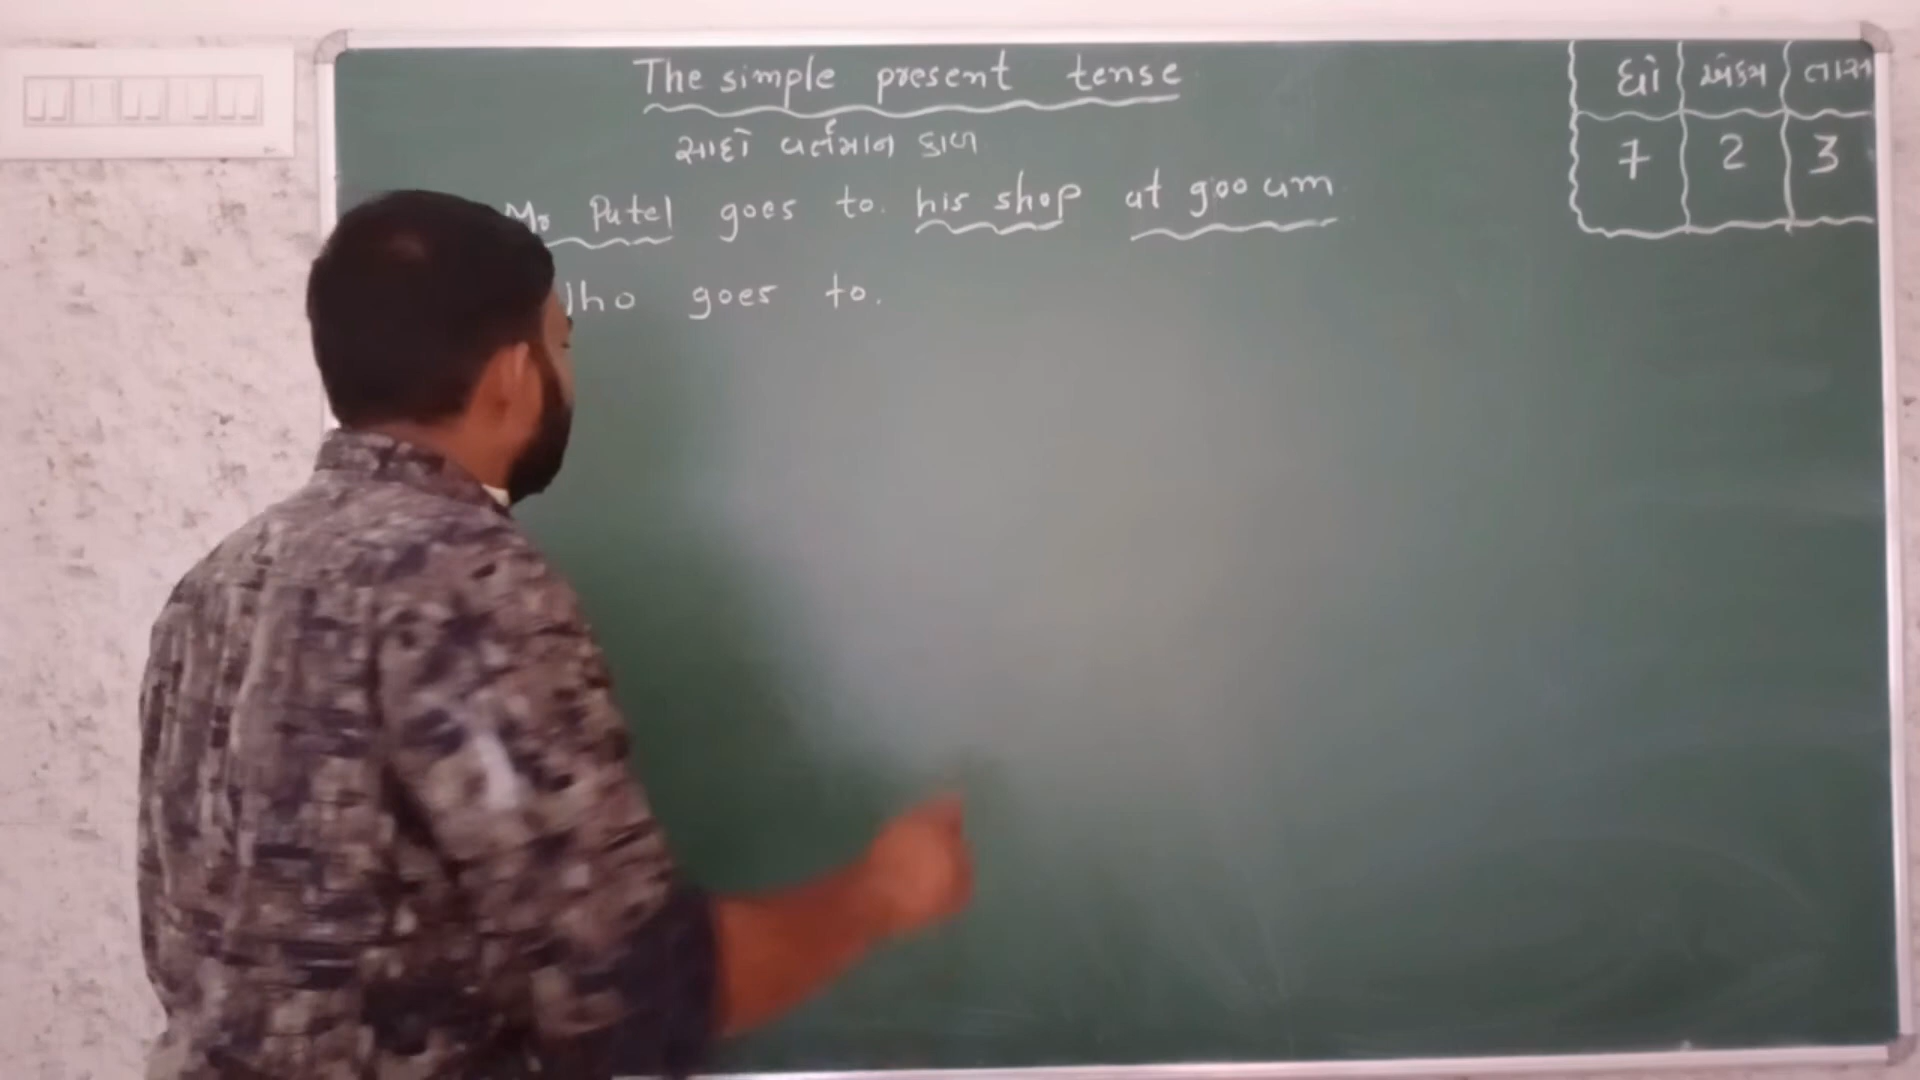 The simple present tense
સાદો વર્તમાન કાળ
Mr Patel goes to. his shop at 9:00 am
Who goes to.
ધો એકમ તાસ
7 2 3